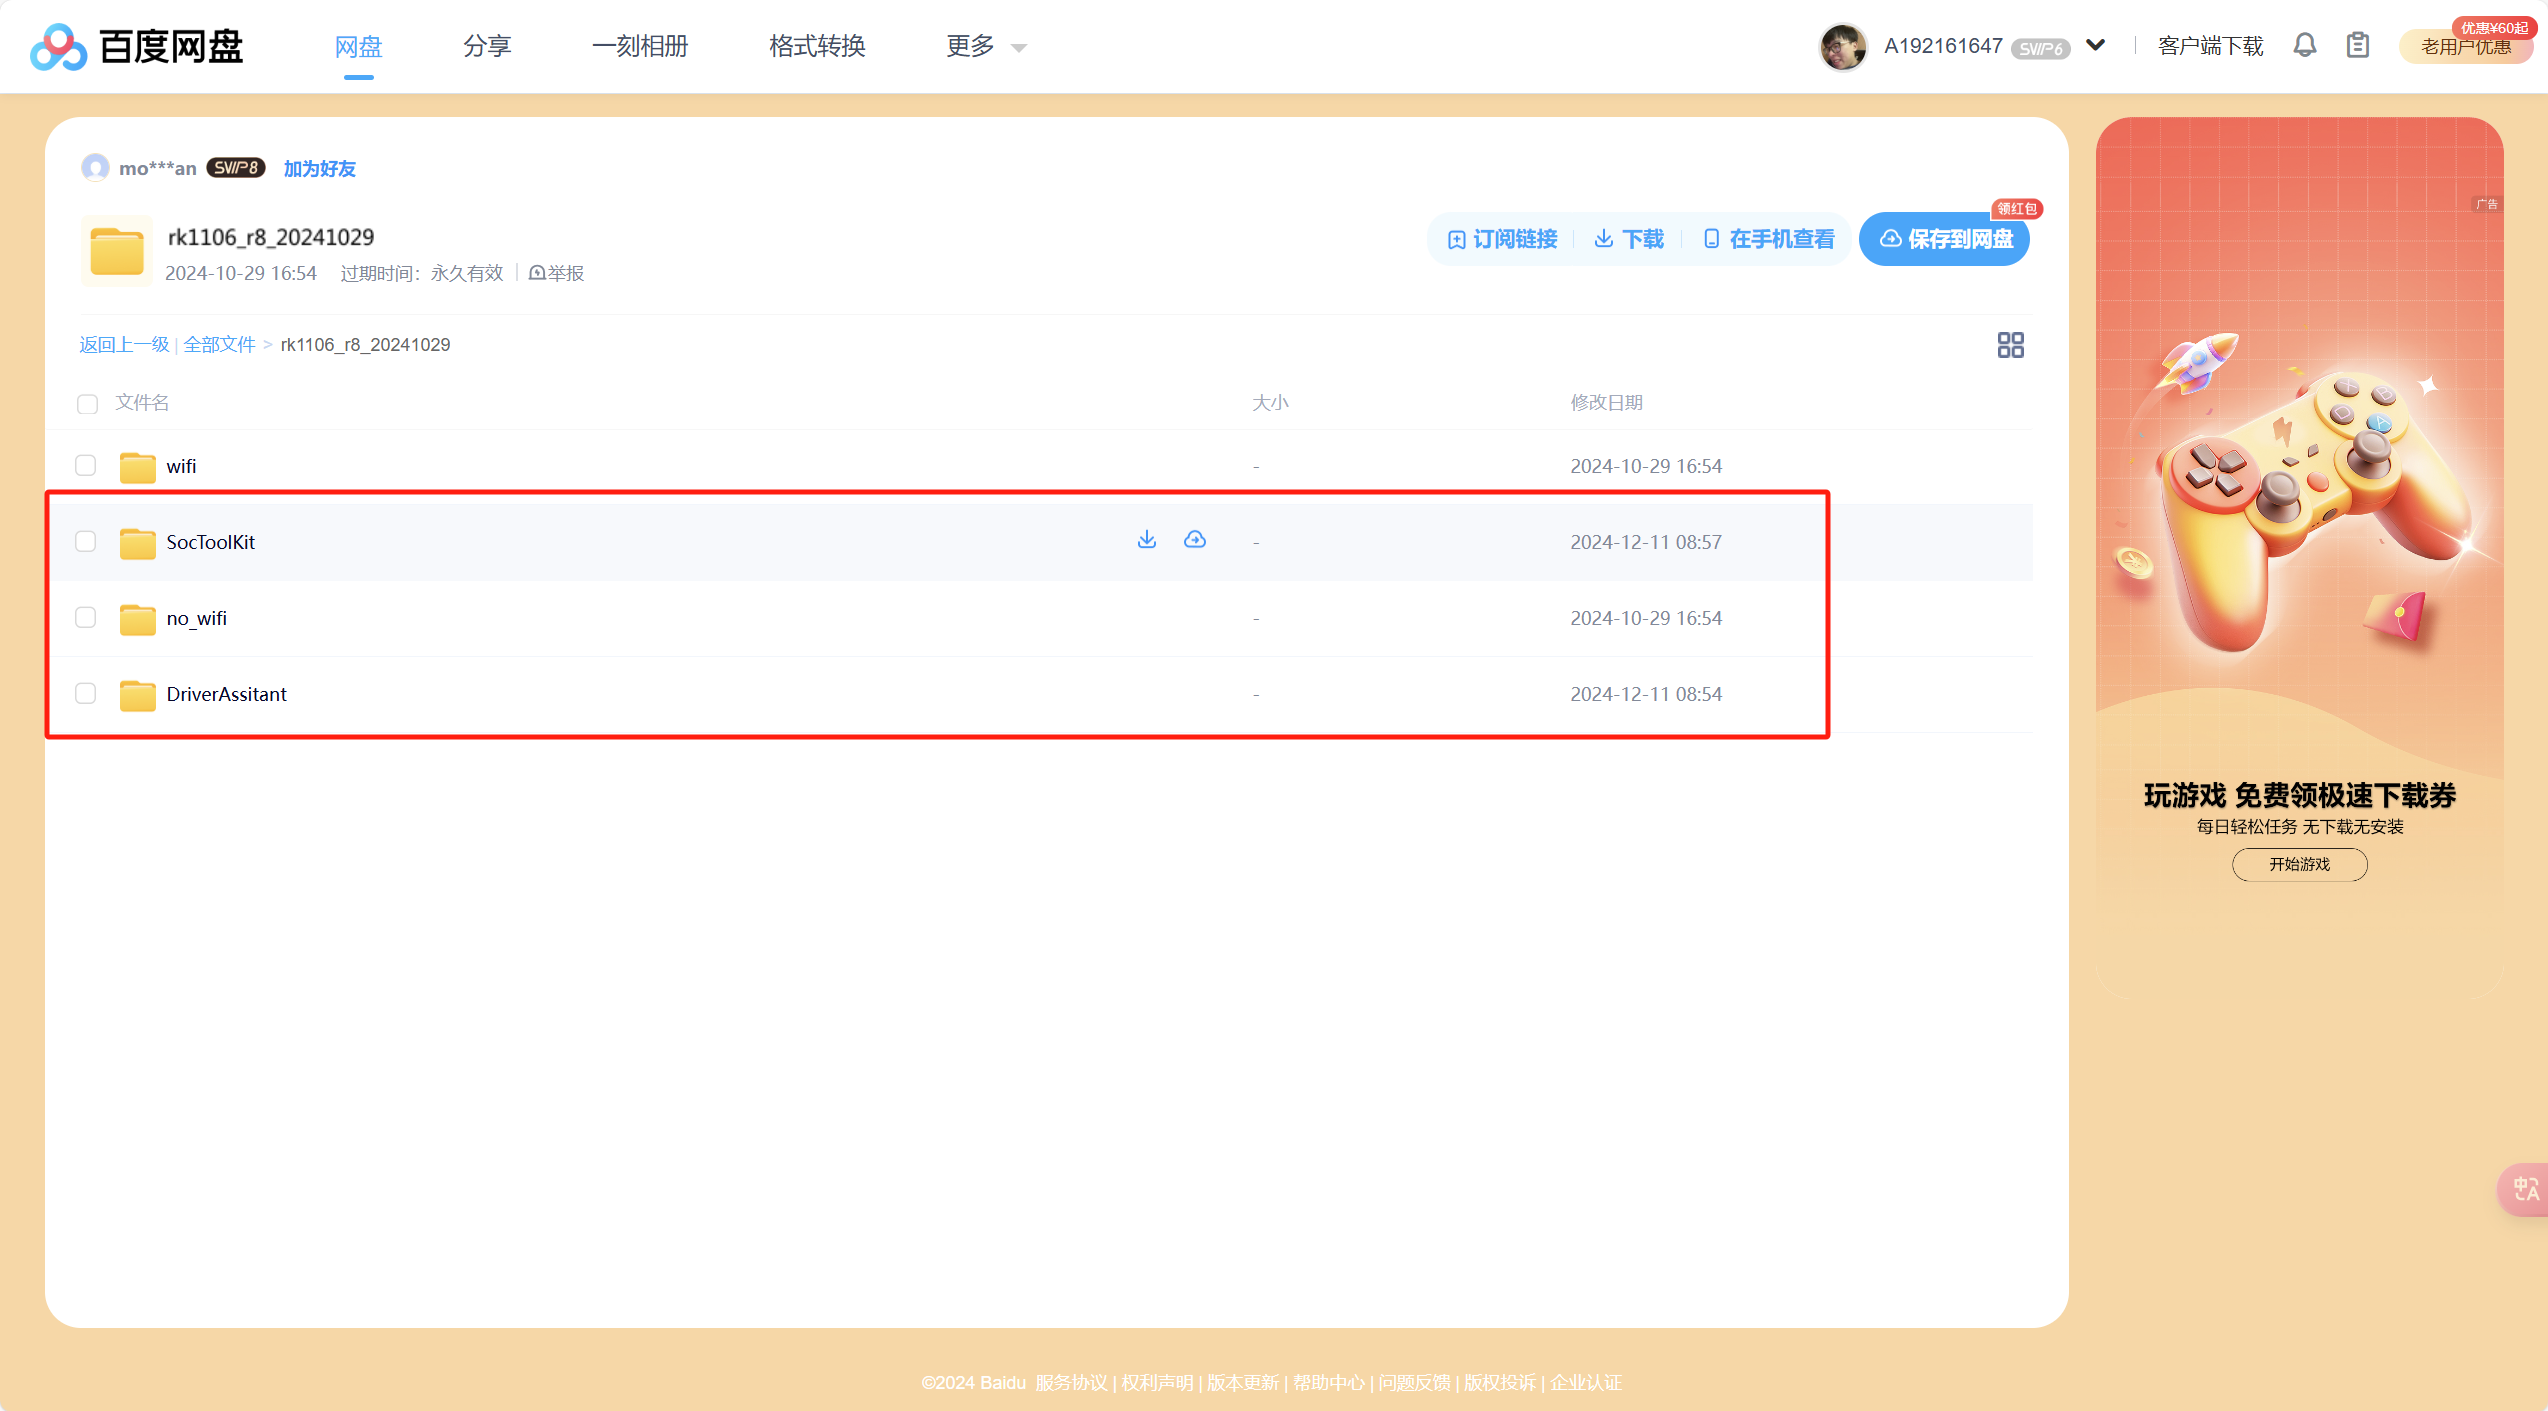 百度网盘
网盘
分享
一刻相册
格式转换
更多
A192161647
SVIP6
客户端下载
优惠¥60起
老用户优惠
mo***an
SVIP8
加为好友
rk1106_r8_20241029
2024-10-29 16:54 过期时间：永久有效 举报
订阅链接
下载
在手机查看
领红包
保存到网盘
返回上一级 | 全部文件 > rk1106_r8_20241029
文件名 大小 修改日期
wifi - 2024-10-29 16:54
SocToolKit - 2024-12-11 08:57
no_wifi - 2024-10-29 16:54
DriverAssitant - 2024-12-11 08:54
广告
X
B
D
A
玩游戏 免费领极速下载券
每日轻松任务 无下载无安装
开始游戏
中A
©2024 Baidu 服务协议 | 权利声明 | 版本更新 | 帮助中心 | 问题反馈 | 版权投诉 | 企业认证